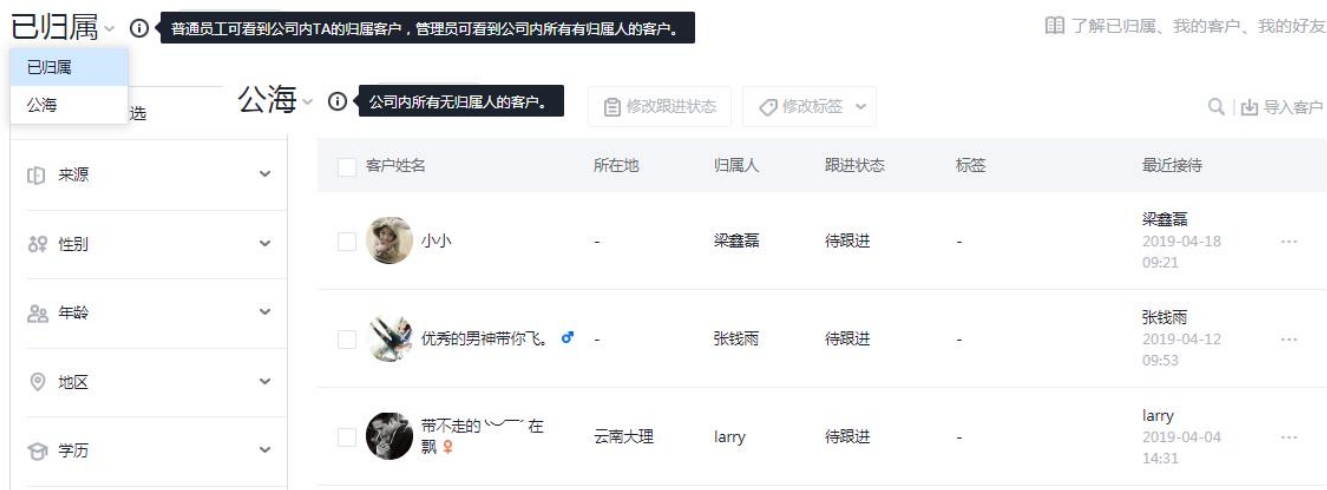 已归属
普通员工可看到公司内TA的归属客户，管理员可看到公司内所有有归属人的客户。
了解已归属、我的客户、我的好友
已归属
公海
选
公海
公司内所有无归属人的客户。
修改跟进状态
修改标签
导入客户
来源
性别
年龄
地区
学历
客户姓名 所在地 归属人 跟进状态 标签 最近接待
小小 - 梁鑫磊 待跟进 - 梁鑫磊
2019-04-18
09:21
优秀的男神带你飞。 - 张钱雨 待跟进 - 张钱雨
2019-04-12
09:53
带不走的 在
飘
云南大理 larry 待跟进 - larry
2019-04-04
14:31